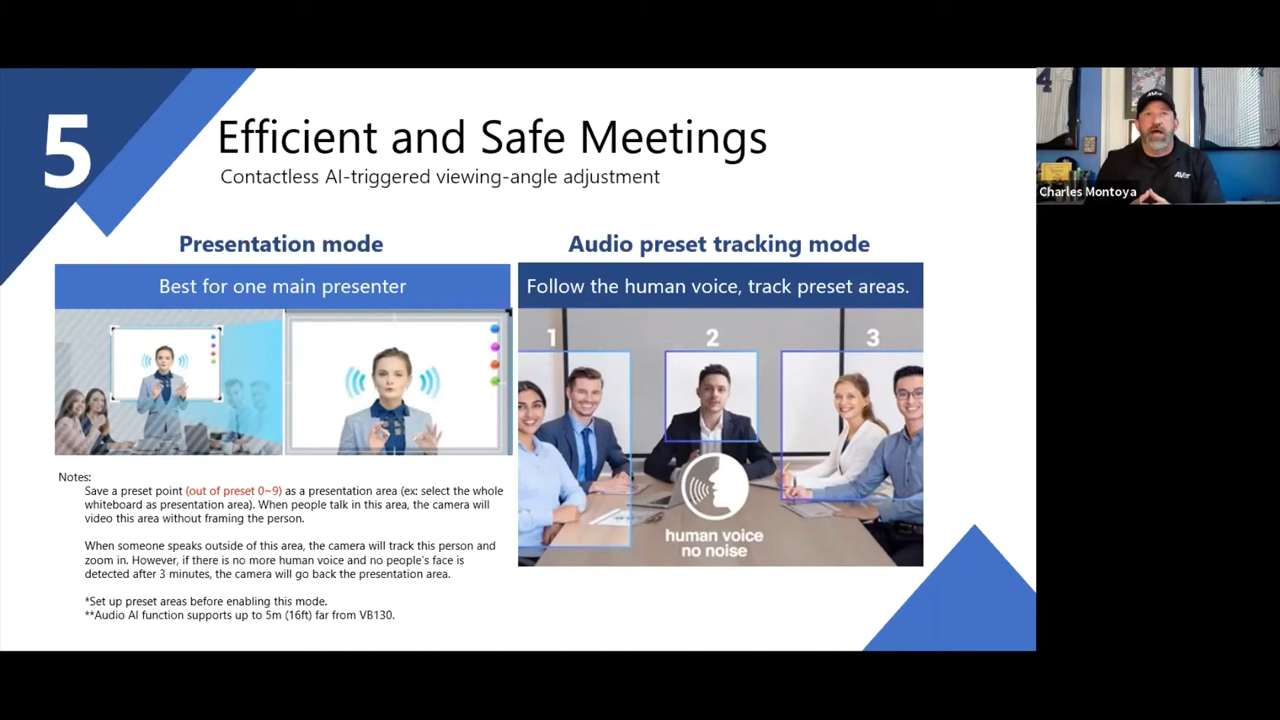 5
Efficient and Safe Meetings
Contactless AI-triggered viewing-angle adjustment
Presentation mode
Best for one main presenter
Notes:
Save a preset point (out of preset 0~9) as a presentation area (ex: select the whole
whiteboard as presentation area). When people talk in this area, the camera will
video this area without framing the person.
When someone speaks outside of this area, the camera will track this person and
zoom in. However, if there is no more human voice and no people's face is
detected after 3 minutes, the camera will go back the presentation area.
*Set up preset areas before enabling this mode.
**Audio AI function supports up to 5m (16ft) far from VB130.
Audio preset tracking mode
Follow the human voice, track preset areas.
1
2
3
human voice
no noise
4
AVer
AVer
Charles Montoya